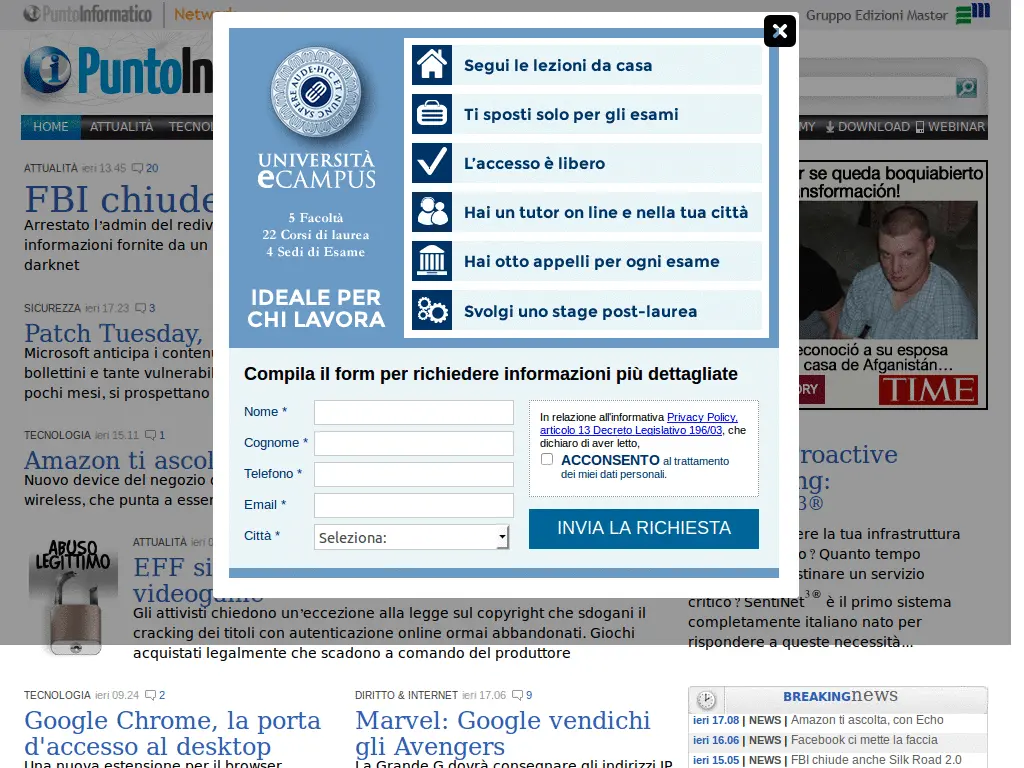 PuntoInformatico
Netw
Gruppo Edizioni Master
PuntoIn
HOME ATTUALITÀ TECNOL
MY DOWNLOAD WEBINAR
ATTUALITÀ ieri 13.45 20
FBI chiude
Arrestato l'admin del rediv
informazioni fornite da un
darknet
SICUREZZA ieri 17.23 3
Patch Tuesday,
Microsoft anticipa i contenu
bollettini e tante vulnerabil
pochi mesi, si prospettano
TECNOLOGIA ieri 15.11 1
Amazon ti ascol
Nuovo device del negozio o
wireless, che punta a esser
ABUSO
LEGITTIMO
ATTUALITÀ ieri 0
EFF si
videogio
Gli attivisti chiedono un'eccezione alla legge sul copyright che sdogani il
cracking dei titoli con autenticazione online ormai abbandonati. Giochi
acquistati legalmente che scadono a comando del produttore
UNIVERSITÀ
eCAMPUS
5 Facoltà
22 Corsi di laurea
4 Sedi di Esame
IDEALE PER
CHI LAVORA
Segui le lezioni da casa
Ti sposti solo per gli esami
L'accesso è libero
Hai un tutor on line e nella tua città
Hai otto appelli per ogni esame
Svolgi uno stage post-laurea
Compila il form per richiedere informazioni più dettagliate
Nome *
Cognome *
Telefono *
Email *
Città *
Seleziona:
In relazione all'informativa Privacy Policy,
articolo 13 Decreto Legislativo 196/03, che
dichiaro di aver letto,
ACCONSENTO al trattamento
dei miei dati personali.
INVIA LA RICHIESTA
r se queda boquiabierto
nsformación!
econoció a su esposa
casa de Afganistán...
ORY
TIME
roactive
ng:
3®
ere la tua infrastruttura
o? Quanto tempo
stinare un servizio
critico? SentiNet3® è il primo sistema
completamente italiano nato per
rispondere a queste necessità...
TECNOLOGIA ieri 09.24 2
Google Chrome, la porta
d'accesso al desktop
Una nuova estensione per il browser
DIRITTO & INTERNET ieri 17.06 9
Marvel: Google vendichi
gli Avengers
La Grande G dovrà consegnare gli indirizzi IP
BREAKINGnews
ieri 17.08 | NEWS | Amazon ti ascolta, con Echo
ieri 16.06 | NEWS | Facebook ci mette la faccia
ieri 15.05 | NEWS | FBI chiude anche Silk Road 2.0